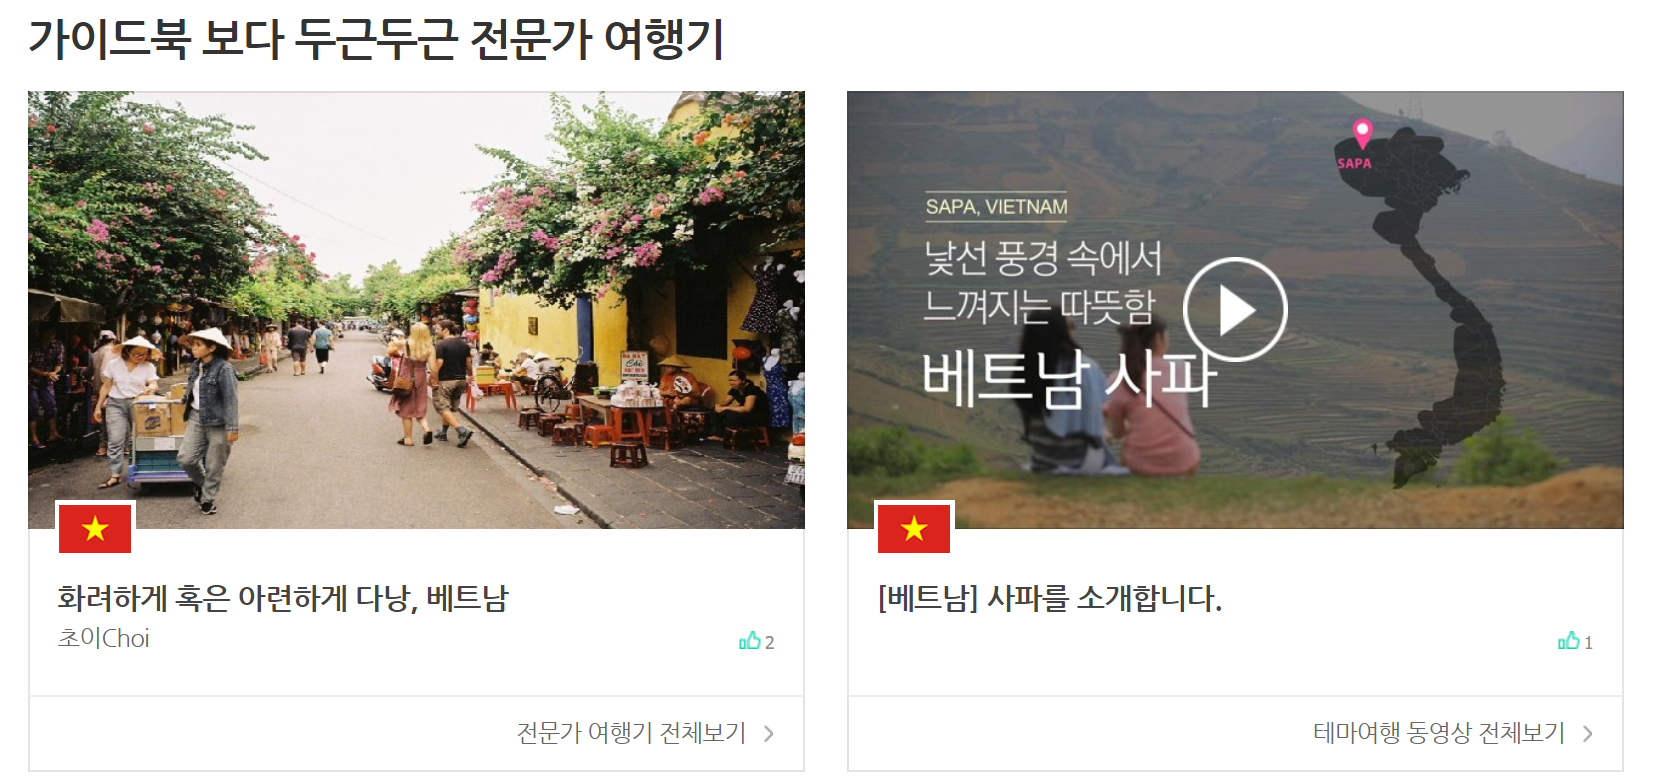 가이드북 보다 두근두근 전문가 여행기
SAPA
SAPA, VIETNAM
낯선 풍경 속에서
느껴지는 따뜻함
베트남 사파
화려하게 혹은 아련하게 다낭, 베트남
초이Choi
2
전문가 여행기 전체보기
[베트남] 사파를 소개합니다.
1
테마여행 동영상 전체보기